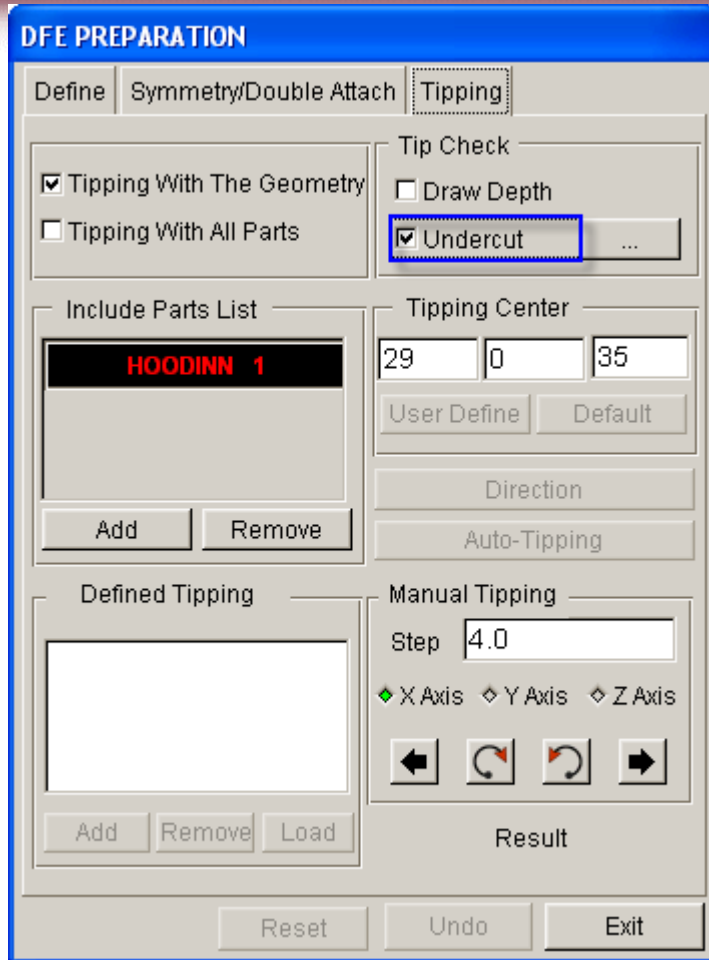 DFE PREPARATION
Define Symmetry/Double Attach Tipping
Tipping With The Geometry
Tipping With All Parts
Tip Check
Draw Depth
Undercut ...
Include Parts List
HOODINN 1
Add Remove
Tipping Center
29 0 35
User Define Default
Direction
Auto-Tipping
Defined Tipping
Add Remove Load
Manual Tipping
Step 4.0
X Axis Y Axis Z Axis
Result
Reset Undo Exit